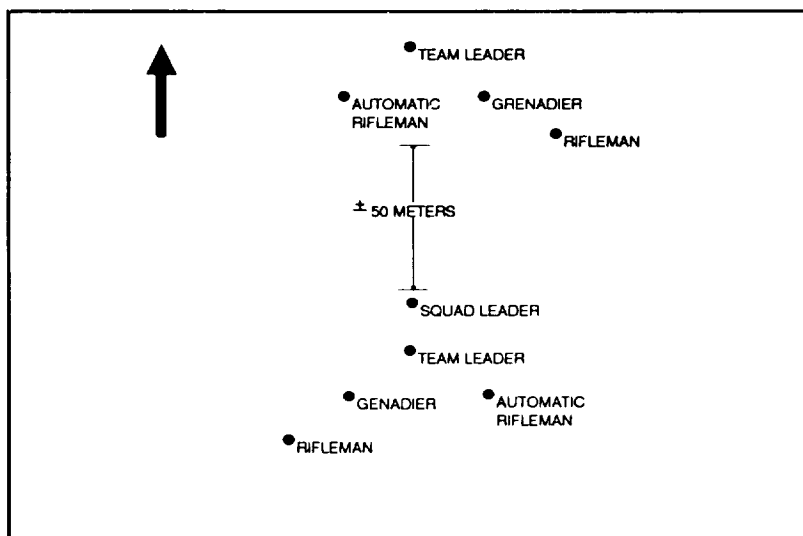 TEAM LEADER
AUTOMATIC
RIFLEMAN
GRENADIER
RIFLEMAN
± 50 METERS
SQUAD LEADER
TEAM LEADER
GENADIER
AUTOMATIC
RIFLEMAN
RIFLEMAN